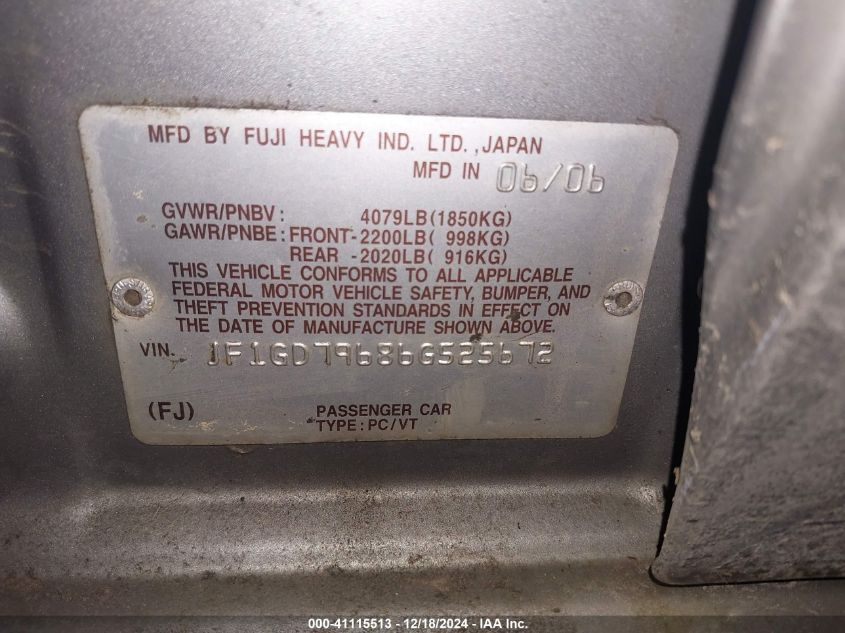 MFD BY FUJI HEAVY IND. LTD.,JAPAN
MFD IN 06/06
GVWR/PNBV: 4079LB(1850KG)
GAWR/PNBE: FRONT-2200LB( 998KG)
REAR -2020LB( 916KG)
THIS VEHICLE CONFORMS TO ALL APPLICABLE
FEDERAL MOTOR VEHICLE SAFETY, BUMPER, AND
THEFT PREVENTION STANDARDS IN EFFECT ON
THE DATE OF MANUFACTURE SHOWN ABOVE.
VIN. JF1GD79686G525672
(FJ) PASSENGER CAR
TYPE: PC/VT
000-41115513 - 12/18/2024 - IAA Inc.